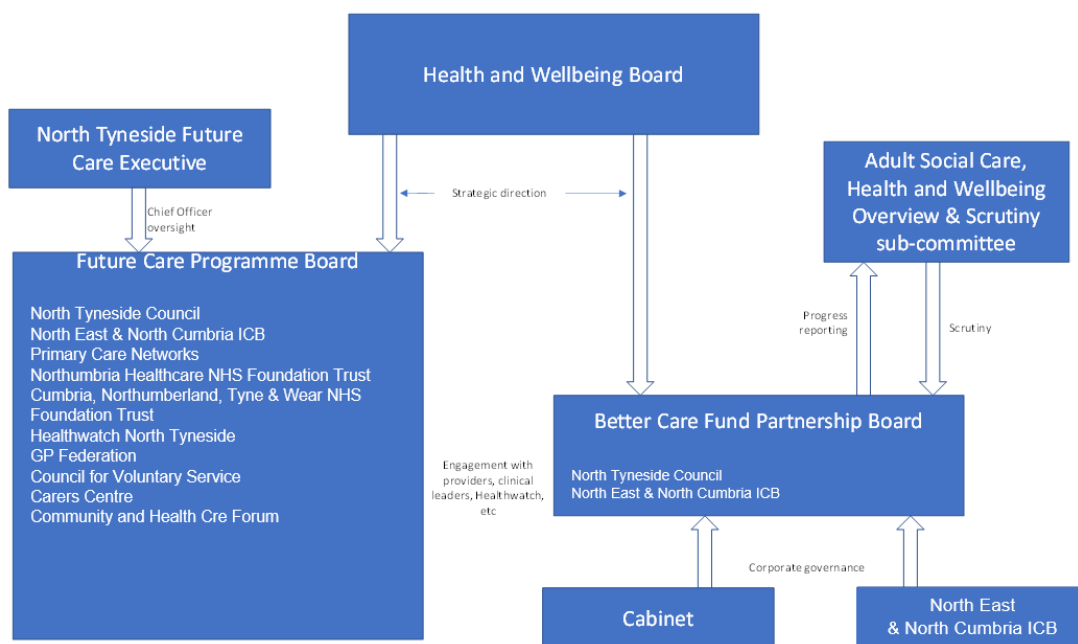 Health and Wellbeing Board
North Tyneside Future
Care Executive
Adult Social Care,
Health and Wellbeing
Overview & Scrutiny
sub-committee
Strategic direction
Chief Officer
oversight
Future Care Programme Board
North Tyneside Council
North East & North Cumbria ICB
Primary Care Networks
Northumbria Healthcare NHS Foundation Trust
Cumbria, Northumberland, Tyne & Wear NHS
Foundation Trust
Healthwatch North Tyneside
GP Federation
Council for Voluntary Service
Carers Centre
Community and Health Cre Forum
Progress
reporting
Scrutiny
Better Care Fund Partnership Board
North Tyneside Council
North East & North Cumbria ICB
Engagement with
providers, clinical
leaders, Healthwatch,
etc
Corporate governance
Cabinet
North East
& North Cumbria ICB